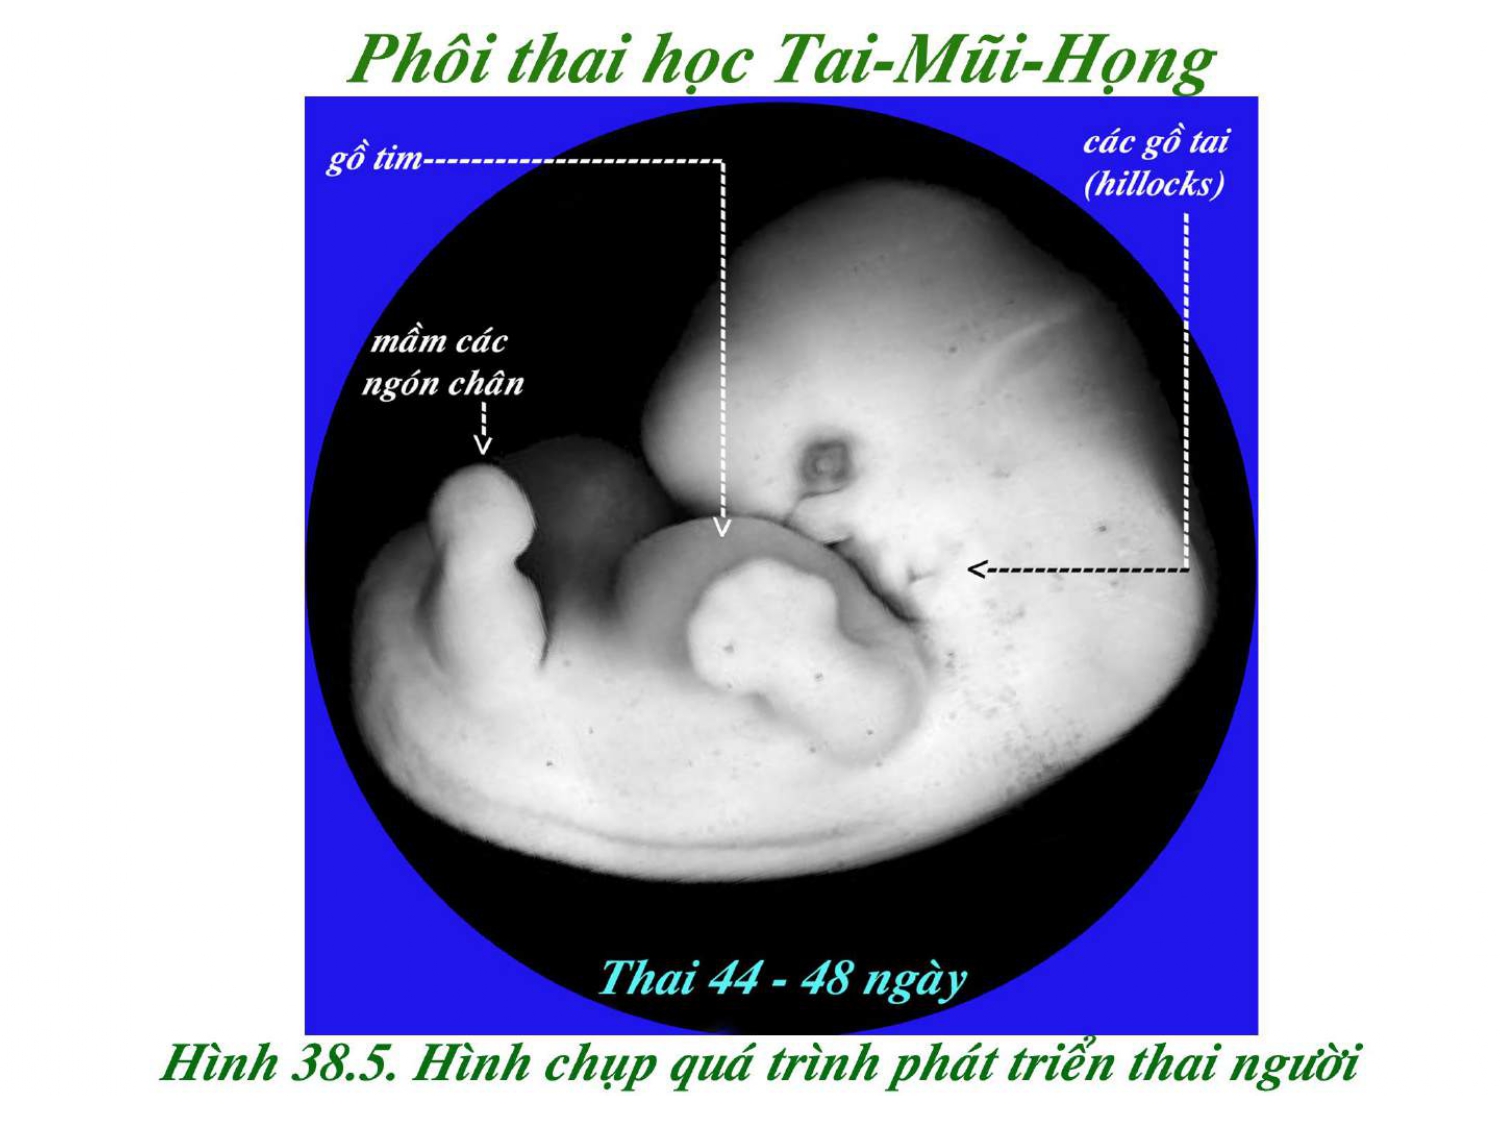 Phôi thai học Tai-Mũi-Họng
gồ tim
các gồ tai
(hillocks)
mầm các
ngón chân
Thai 44 - 48 ngày
Hình 38.5. Hình chụp quá trình phát triển thai người